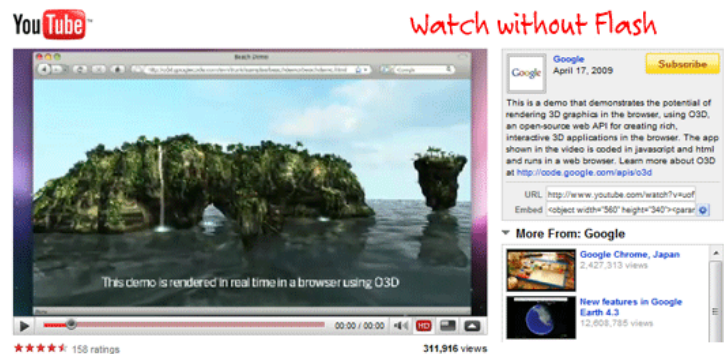 YouTube
Watch without Flash
Beach Demo
Google
Google
April 17, 2009
Subscribe
This is a demo that demonstrates the potential of
rendering 3D graphics in the browser, using O3D,
an open-source web API for creating rich,
interactive 3D applications in the browser. The app
shown in the video is coded in javascript and html
and runs in a web browser. Learn more about O3D
at http://code.google.com/apis/o3d
URL http://www.youtube.com/watch?v=uof
Embed <object width="560" height="340"><parar
This demo is rendered in real time in a browser using O3D
00:00 / 00:00
HD
158 ratings
311,916 views
More From: Google
Google Chrome, Japan
2,427,313 views
New features in Google
Earth 4.3
12,608,785 views